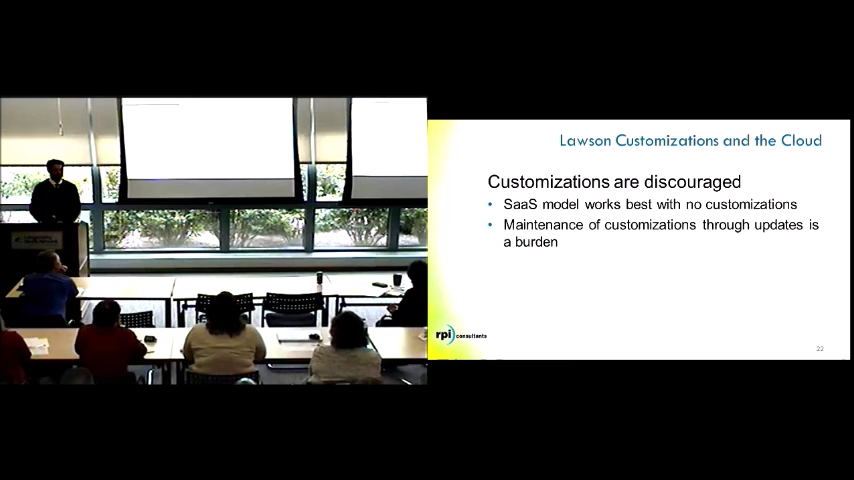 Lawson Customizations and the Cloud
Customizations are discouraged
• SaaS model works best with no customizations
• Maintenance of customizations through updates is
a burden
rpi consultants
22